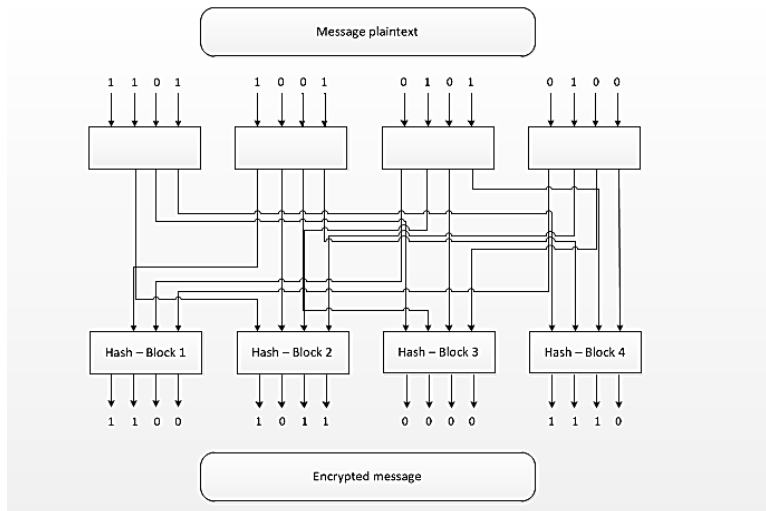 Message plaintext
1 1 0 1 1 0 0 1 0 1 0 1 0 1 0 0
Hash – Block 1 Hash – Block 2 Hash – Block 3 Hash – Block 4
1 1 0 0 1 0 1 1 0 0 0 0 1 1 1 0
Encrypted message